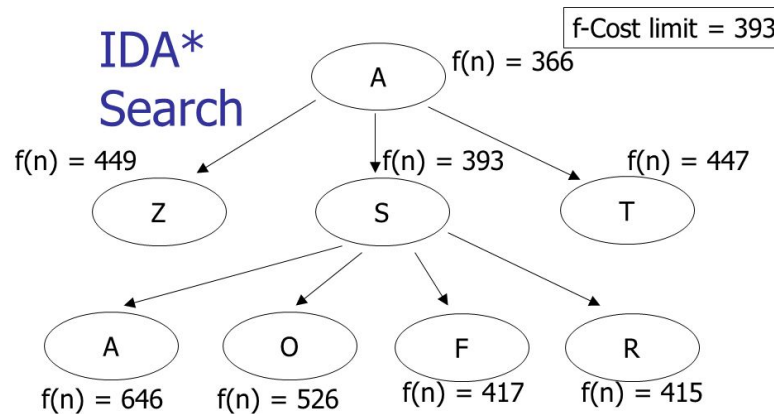 IDA*
Search
f-Cost limit = 393
f(n) = 366
A
f(n) = 449
f(n) = 393
f(n) = 447
Z
S
T
A
O
F
R
f(n) = 646
f(n) = 526
f(n) = 417
f(n) = 415